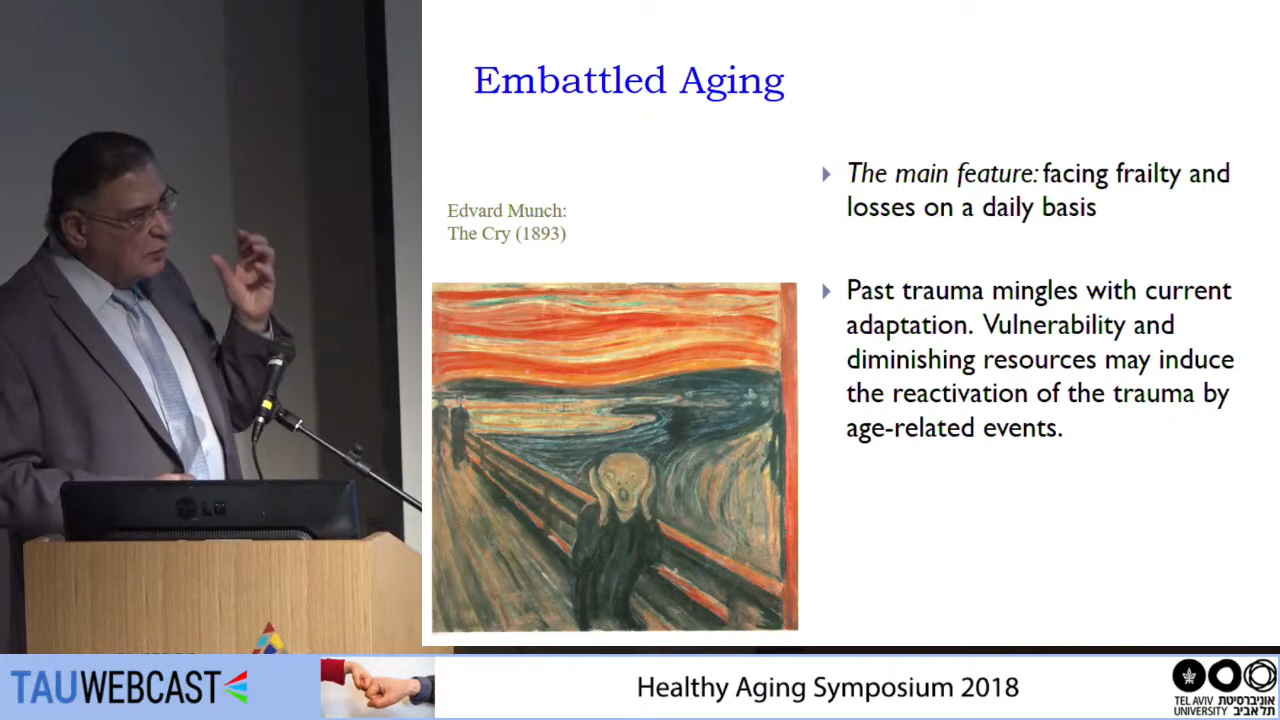 Embattled Aging
Edvard Munch:
The Cry (1893)
The main feature: facing frailty and
losses on a daily basis
Past trauma mingles with current
adaptation. Vulnerability and
diminishing resources may induce
the reactivation of the trauma by
age-related events.
LG
TAUWEBCAST
Healthy Aging Symposium 2018
TEL AVIV אוניברסיטת
UNIVERSITY תל אביב